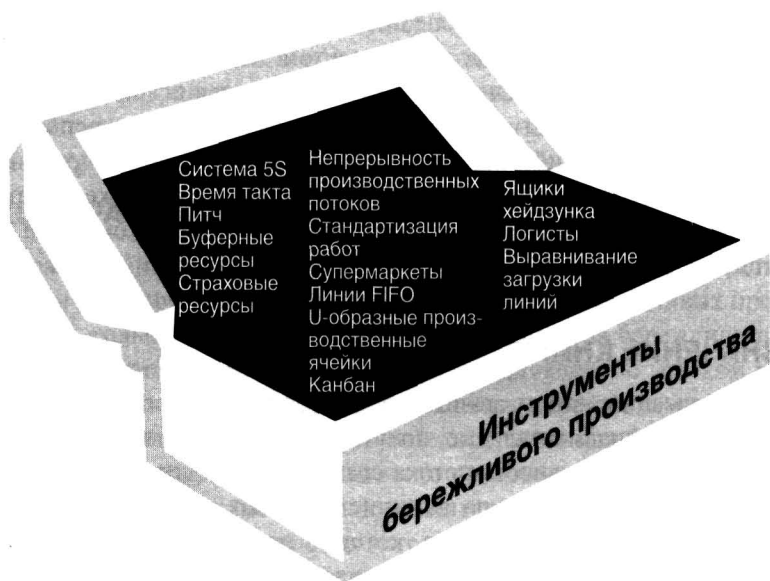 Система 5S
Время такта
Питч
Буферные
ресурсы
Страховые
ресурсы
Непрерывность
производственных
потоков
Стандартизация
работ
Супермаркеты
Линии FIFO
U-образные произ-
водственные
ячейки
Канбан
Ящики
хейдзунка
Логисты
Выравнивание
загрузки
линий
Инструменты
бережливого производства